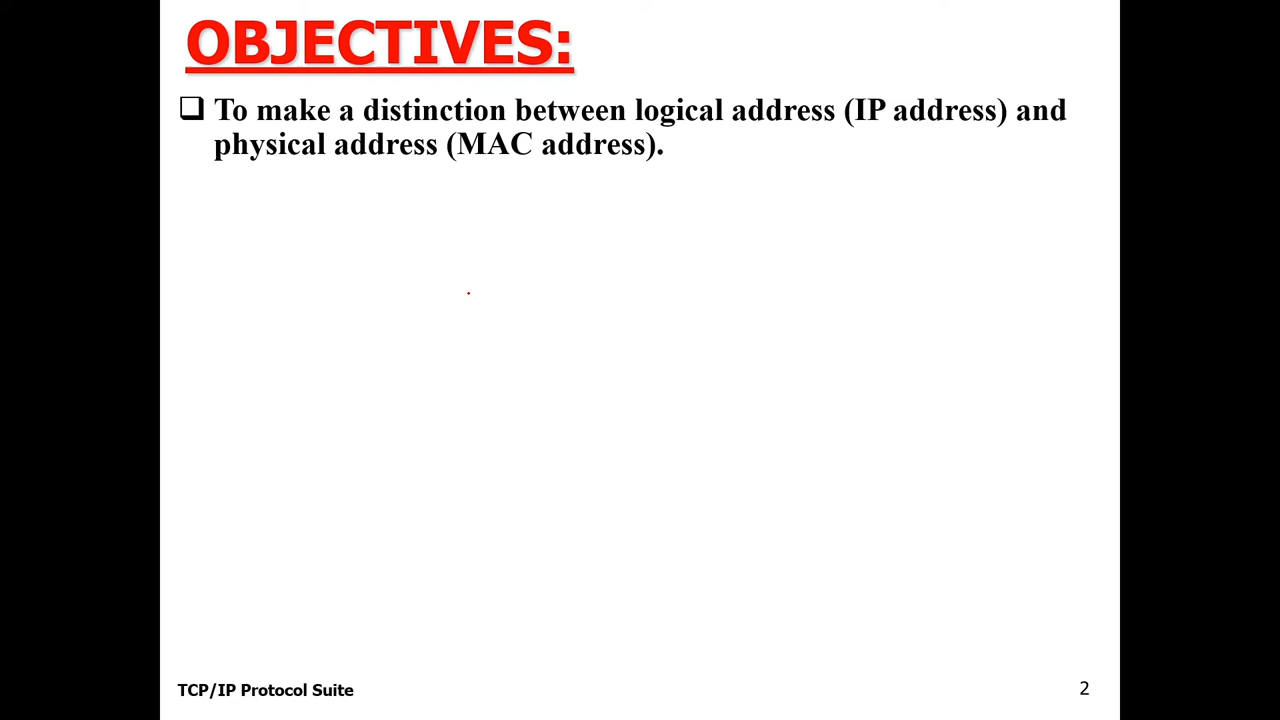 OBJECTIVES:
❑ To make a distinction between logical address (IP address) and
physical address (MAC address).
TCP/IP Protocol Suite
2